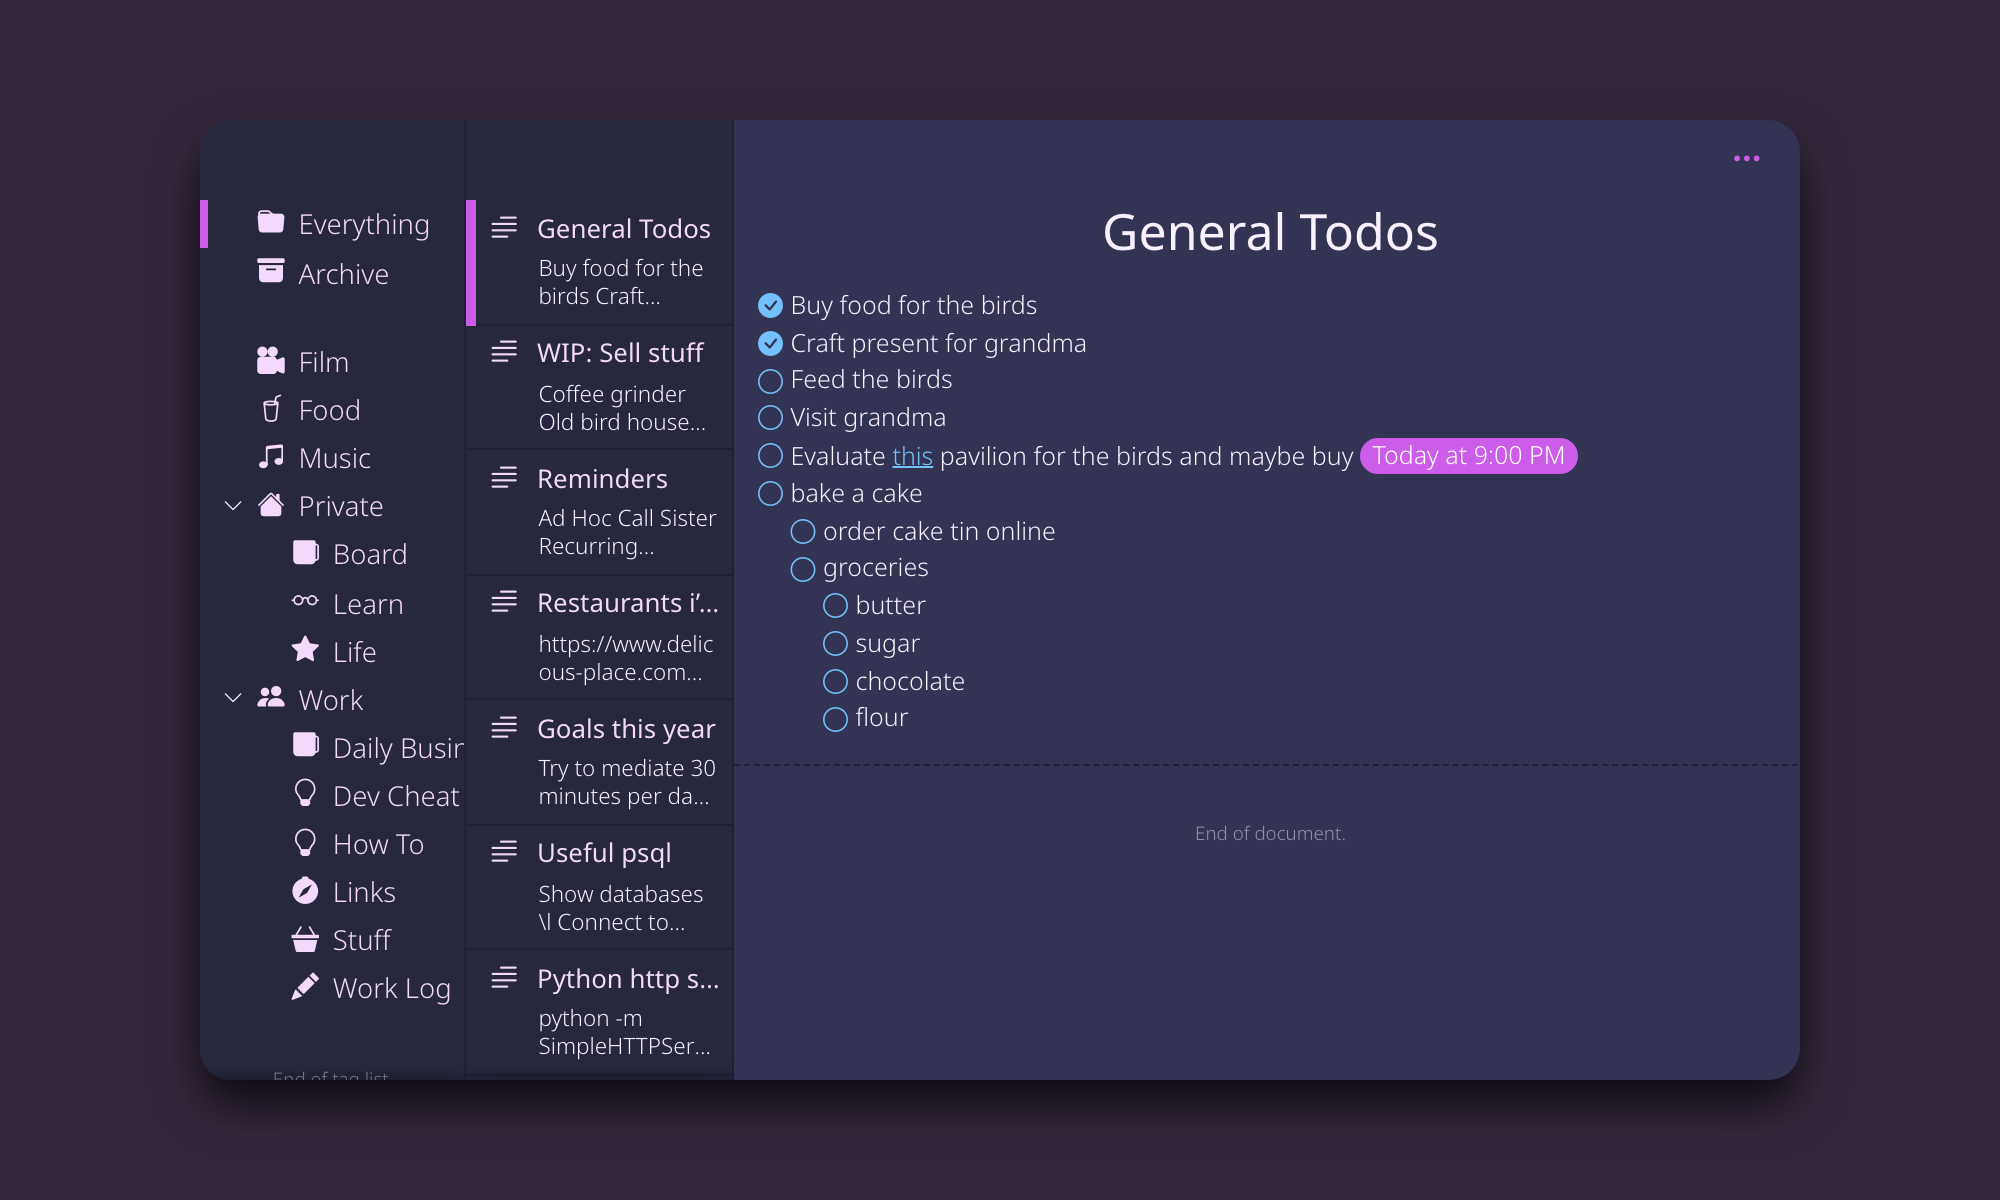 Everything
Archive
Film
Food
Music
Private
Board
Learn
Life
Work
Daily Busin
Dev Cheat
How To
Links
Stuff
Work Log
End of tag list
General Todos
Buy food for the
birds Craft...
WIP: Sell stuff
Coffee grinder
Old bird house...
Reminders
Ad Hoc Call Sister
Recurring...
Restaurants i’...
https://www.delic
ous-place.com...
Goals this year
Try to mediate 30
minutes per da...
Useful psql
Show databases
\l Connect to...
Python http s...
python -m
SimpleHTTPSer...
General Todos
Buy food for the birds
Craft present for grandma
Feed the birds
Visit grandma
Evaluate this pavilion for the birds and maybe buy Today at 9:00 PM
bake a cake
order cake tin online
groceries
butter
sugar
chocolate
flour
End of document.